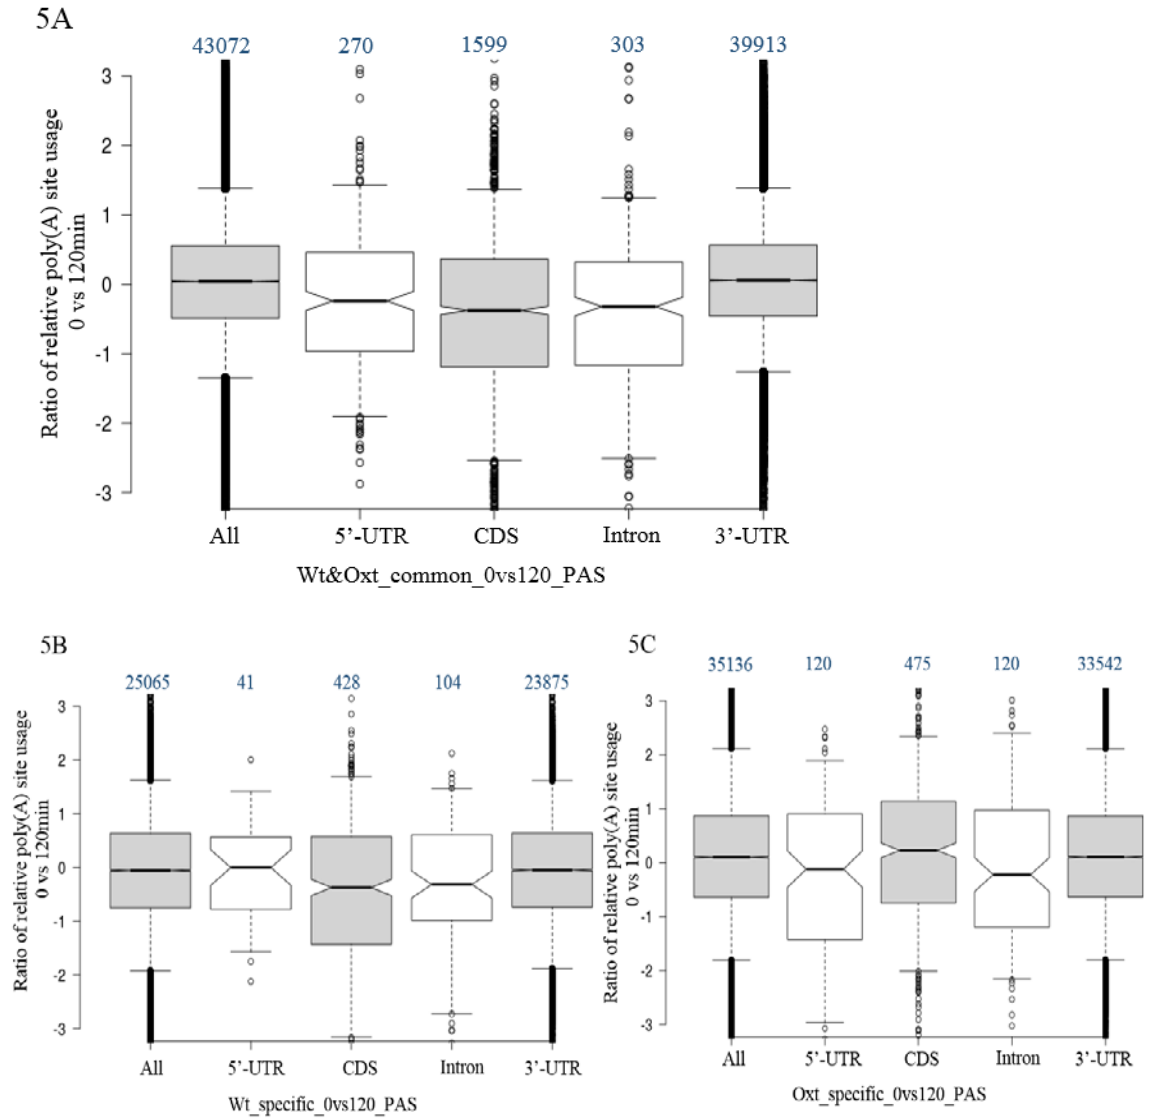 5A
43072 270 1599 303 39913
Ratio of relative poly(A) site usage
0 vs 120min
3
2
1
0
-1
-2
-3
All 5’-UTR CDS Intron 3’-UTR
Wt&Oxt_common_0vs120_PAS
5B
25065 41 428 104 23875
Ratio of relative poly(A) site usage
0 vs 120min
3
2
1
0
-1
-2
-3
All 5’-UTR CDS Intron 3’-UTR
Wt_specific_0vs120_PAS
5C
35136 120 475 120 33542
Ratio of relative poly(A) site usage
0 vs 120min
3
2
1
0
-1
-2
-3
All 5’-UTR CDS Intron 3’-UTR
Oxt_specific_0vs120_PAS